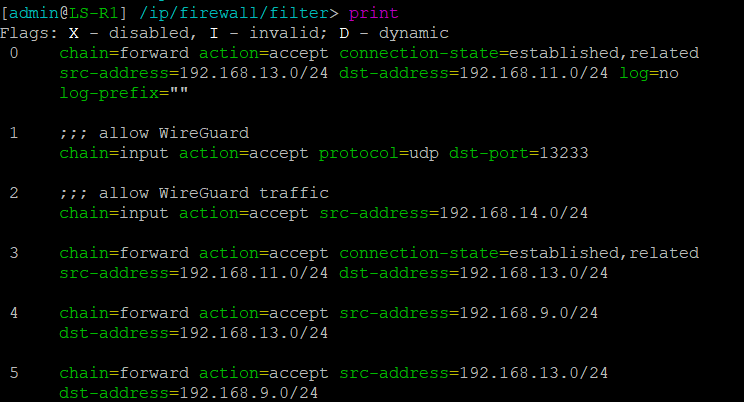 [admin@LS-R1] /ip/firewall/filter> print
Flags: X - disabled, I - invalid; D - dynamic
0 chain=forward action=accept connection-state=established,related
src-address=192.168.13.0/24 dst-address=192.168.11.0/24 log=no
log-prefix=""
1 ;;; allow WireGuard
chain=input action=accept protocol=udp dst-port=13233
2 ;;; allow WireGuard traffic
chain=input action=accept src-address=192.168.14.0/24
3 chain=forward action=accept connection-state=established,related
src-address=192.168.11.0/24 dst-address=192.168.13.0/24
4 chain=forward action=accept src-address=192.168.9.0/24
dst-address=192.168.13.0/24
5 chain=forward action=accept src-address=192.168.13.0/24
dst-address=192.168.9.0/24